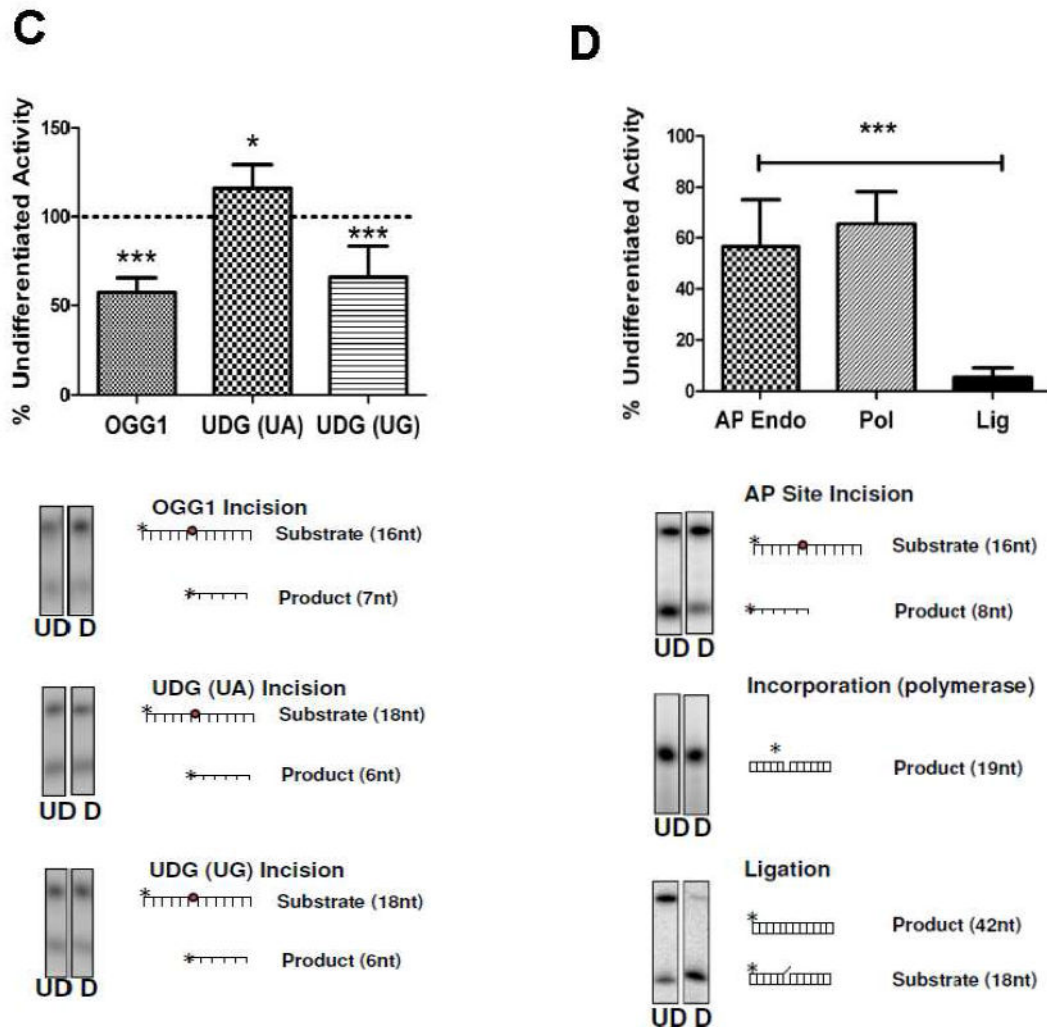 C
% Undifferentiated Activity
150
100
50
0
*
***
***
OGG1 UDG (UA) UDG (UG)
OGG1 Incision
*
Substrate (16nt)
*
Product (7nt)
UD D
UDG (UA) Incision
*
Substrate (18nt)
*
Product (6nt)
UD D
UDG (UG) Incision
*
Substrate (18nt)
*
Product (6nt)
UD D
D
% Undifferentiated Activity
100
80
60
40
20
0
***
AP Endo Pol Lig
AP Site Incision
*
Substrate (16nt)
*
Product (8nt)
UD D
Incorporation (polymerase)
*
Product (19nt)
UD D
Ligation
*
Product (42nt)
*
Substrate (18nt)
UD D